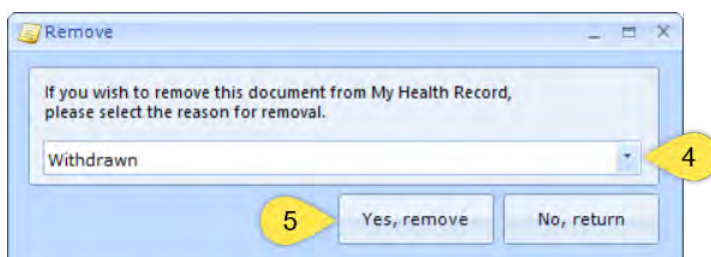 Remove
If you wish to remove this document from My Health Record,
please select the reason for removal.
Withdrawn
4
5
Yes, remove
No, return